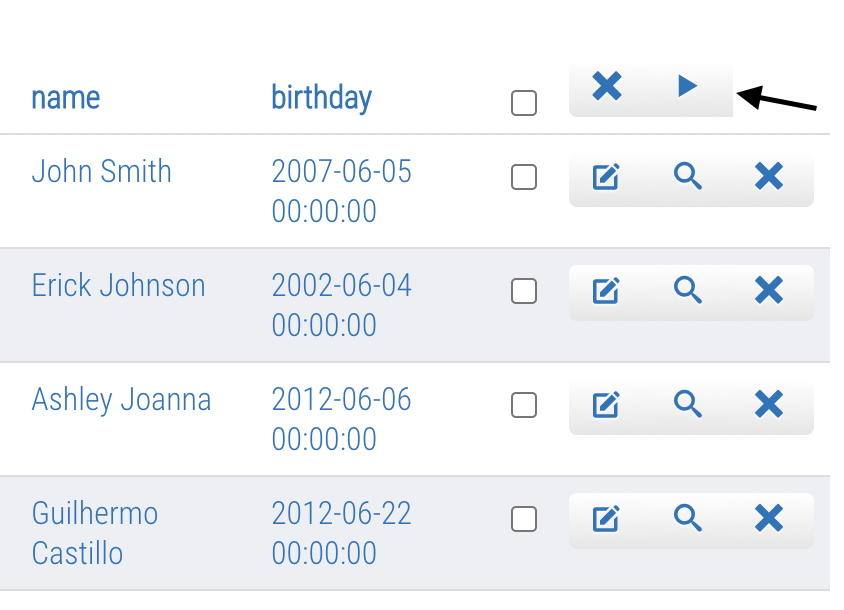 name birthday
John Smith 2007-06-05
00:00:00
Erick Johnson 2002-06-04
00:00:00
Ashley Joanna 2012-06-06
00:00:00
Guilhermo 2012-06-22
Castillo 00:00:00